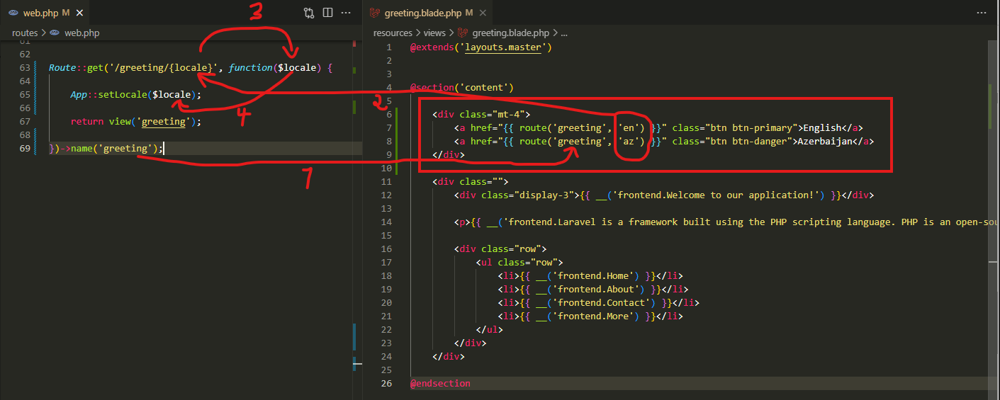 web.php M ×
routes > web.php
61
62
63 Route::get('/greeting/{locale}', function($locale) {
64
65 App::setLocale($locale);
66
67 return view('greeting');
68
69 })->name('greeting');
greeting.blade.php M ×
resources > views > greeting.blade.php > ...
1 @extends('layouts.master')
2
3
4 @section('content')
5
6 <div class="mt-4">
7 <a href="{{ route('greeting', 'en') }}" class="btn btn-primary">English</a>
8 <a href="{{ route('greeting', 'az') }}" class="btn btn-danger">Azerbaijan</a>
9 </div>
10
11 <div class="">
12 <div class="display-3">{{ __('frontend.Welcome to our application!') }}</div>
13
14 <p>{{ __('frontend.Laravel is a framework built using the PHP scripting language. PHP is an open-sou
15
16 <div class="row">
17 <ul class="row">
18 <li>{{ __('frontend.Home') }}</li>
19 <li>{{ __('frontend.About') }}</li>
20 <li>{{ __('frontend.Contact') }}</li>
21 <li>{{ __('frontend.More') }}</li>
22 </ul>
23 </div>
24 </div>
25
26 @endsection
3
2
4
1